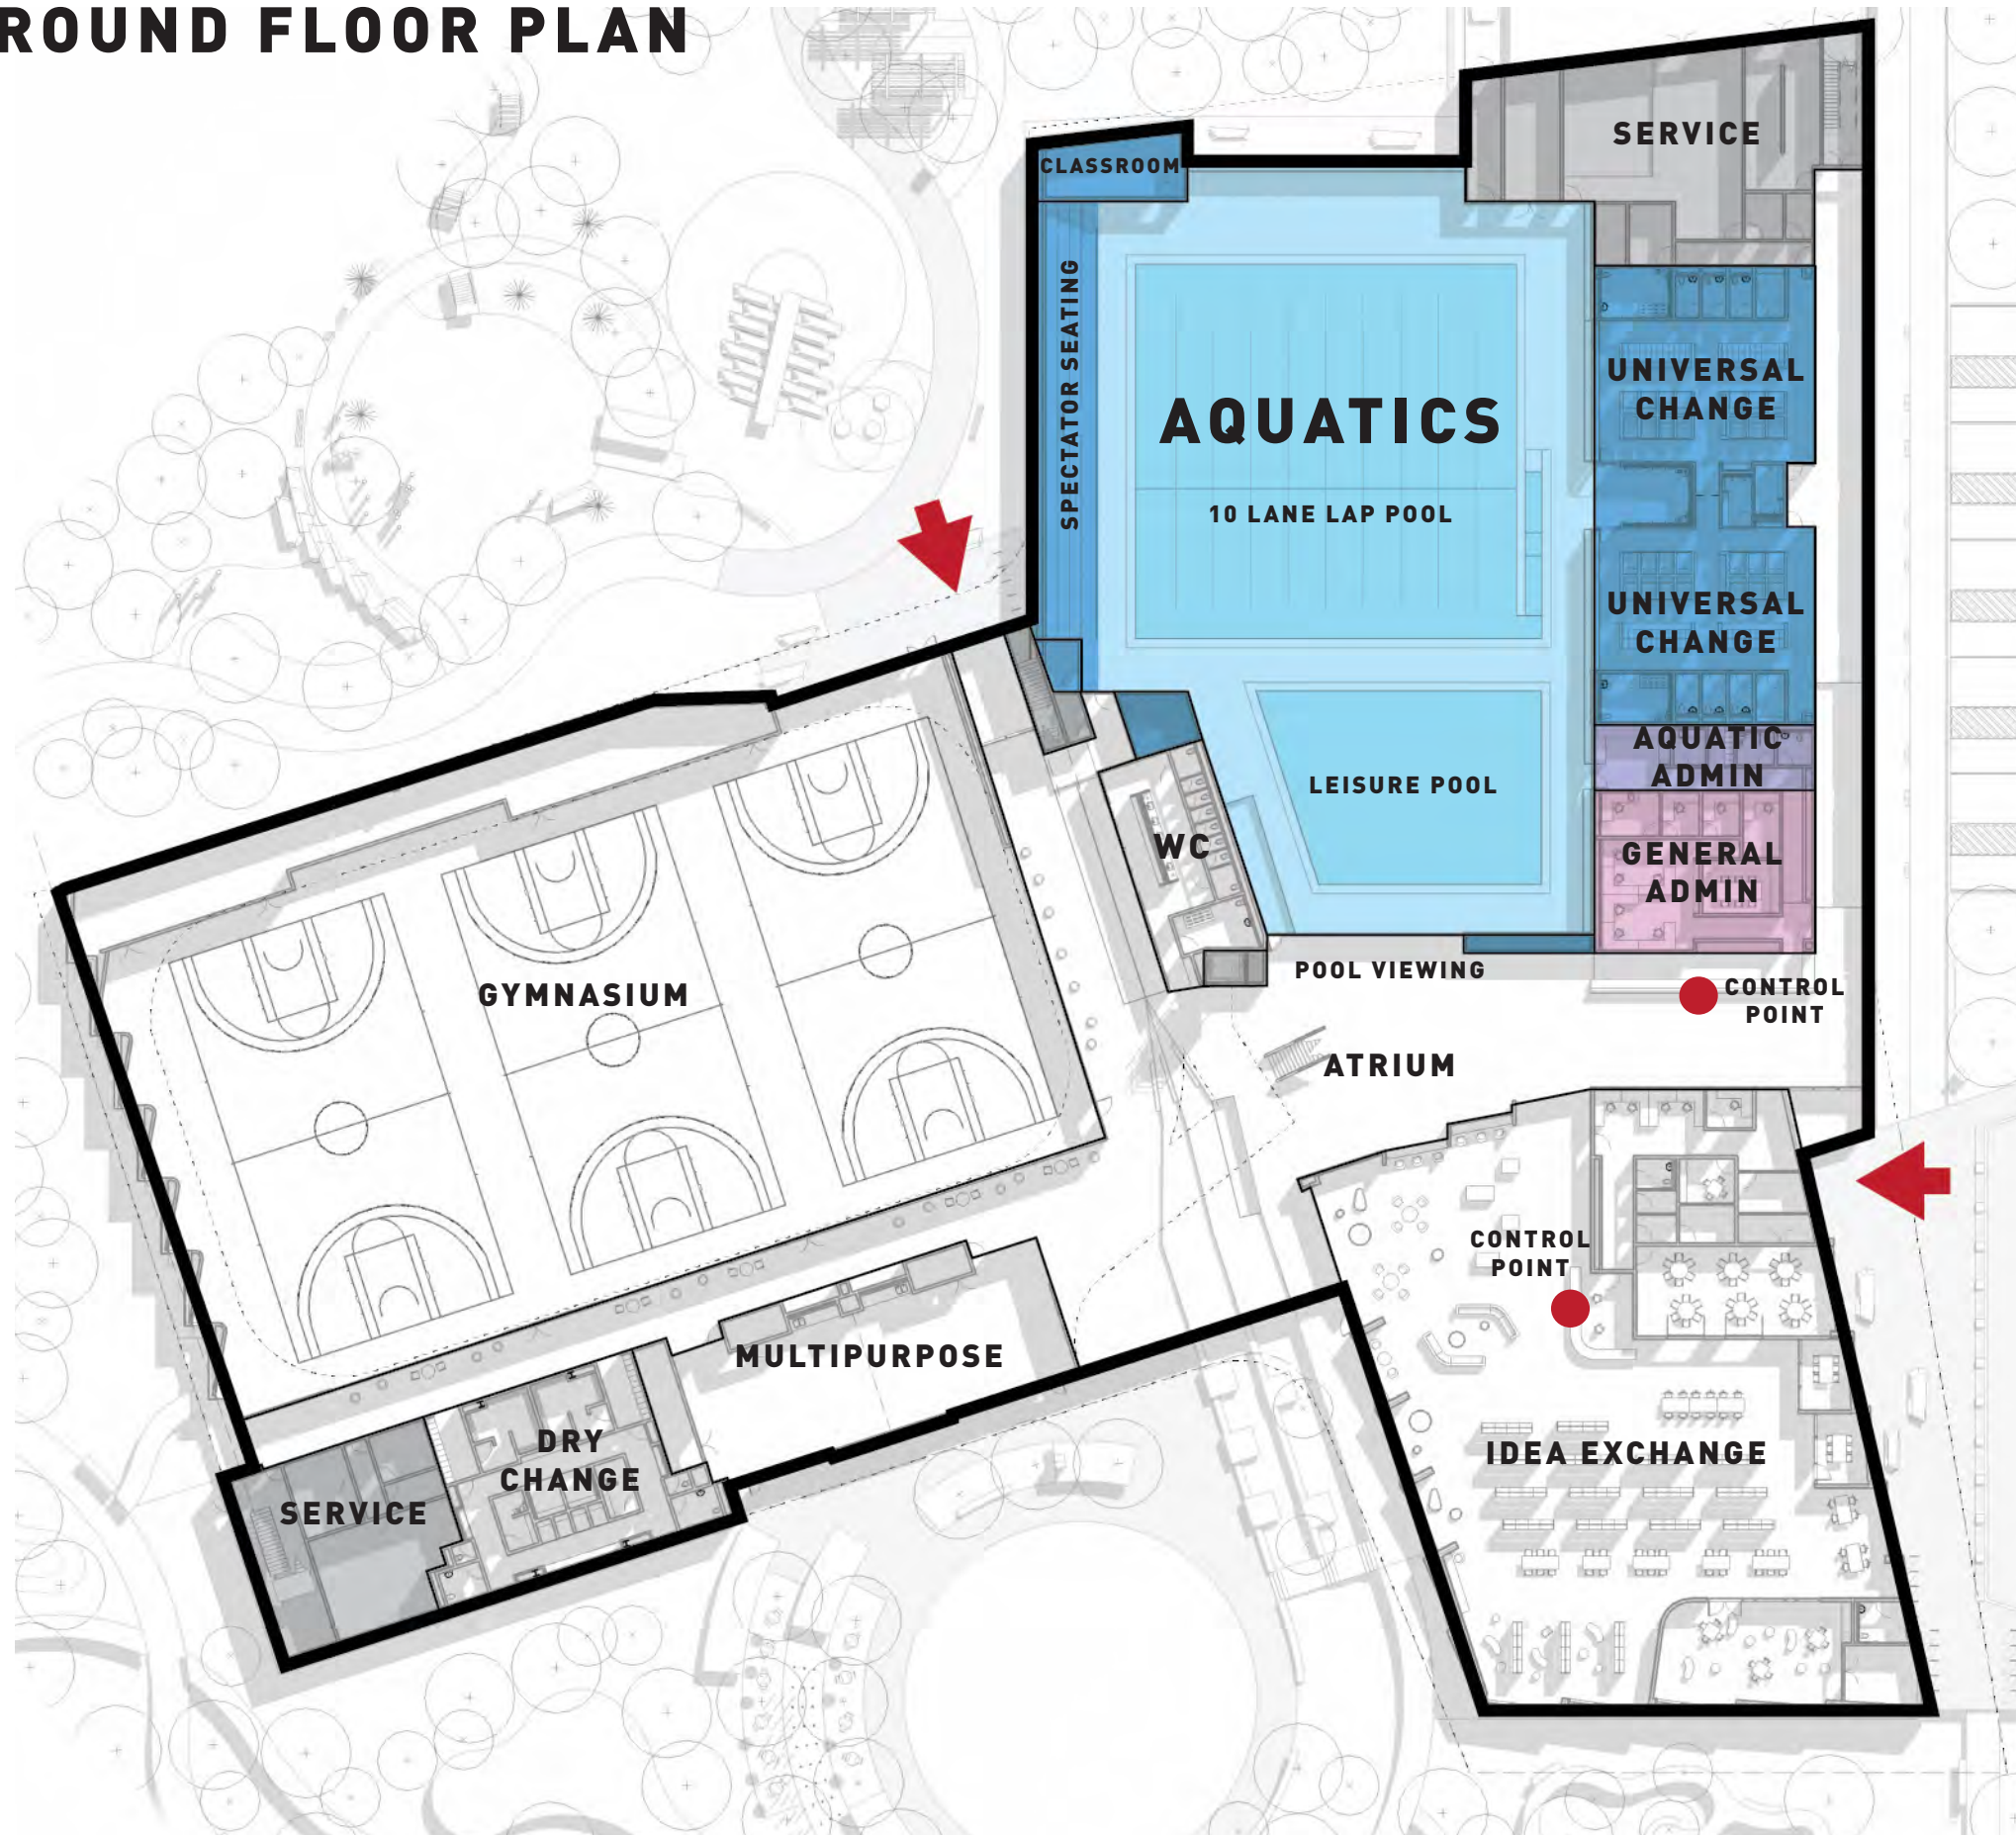 ROUND FLOOR PLAN
SERVICE
CLASSROOM
SPECTATOR SEATING
AQUATICS
10 LANE LAP POOL
UNIVERSAL
CHANGE
UNIVERSAL
CHANGE
AQUATIC
ADMIN
LEISURE POOL
WC
GENERAL
ADMIN
POOL VIEWING
CONTROL
POINT
GYMNASIUM
ATRIUM
CONTROL
POINT
MULTIPURPOSE
DRY
CHANGE
IDEA EXCHANGE
SERVICE